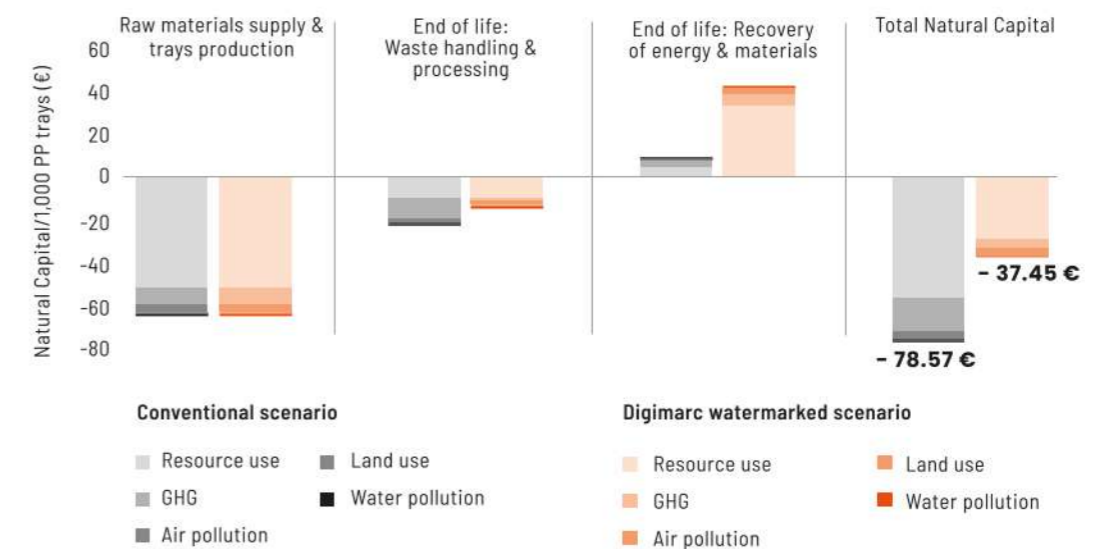 Raw materials supply &
trays production
End of life:
Waste handling &
processing
End of life: Recovery
of energy & materials
Total Natural Capital
Natural Capital/1,000 PP trays (€)
60
40
20
0
-20
-40
-60
-80
- 37.45 €
- 78.57 €
Conventional scenario
Resource use
Land use
GHG
Water pollution
Air pollution
Digimarc watermarked scenario
Resource use
Land use
GHG
Water pollution
Air pollution